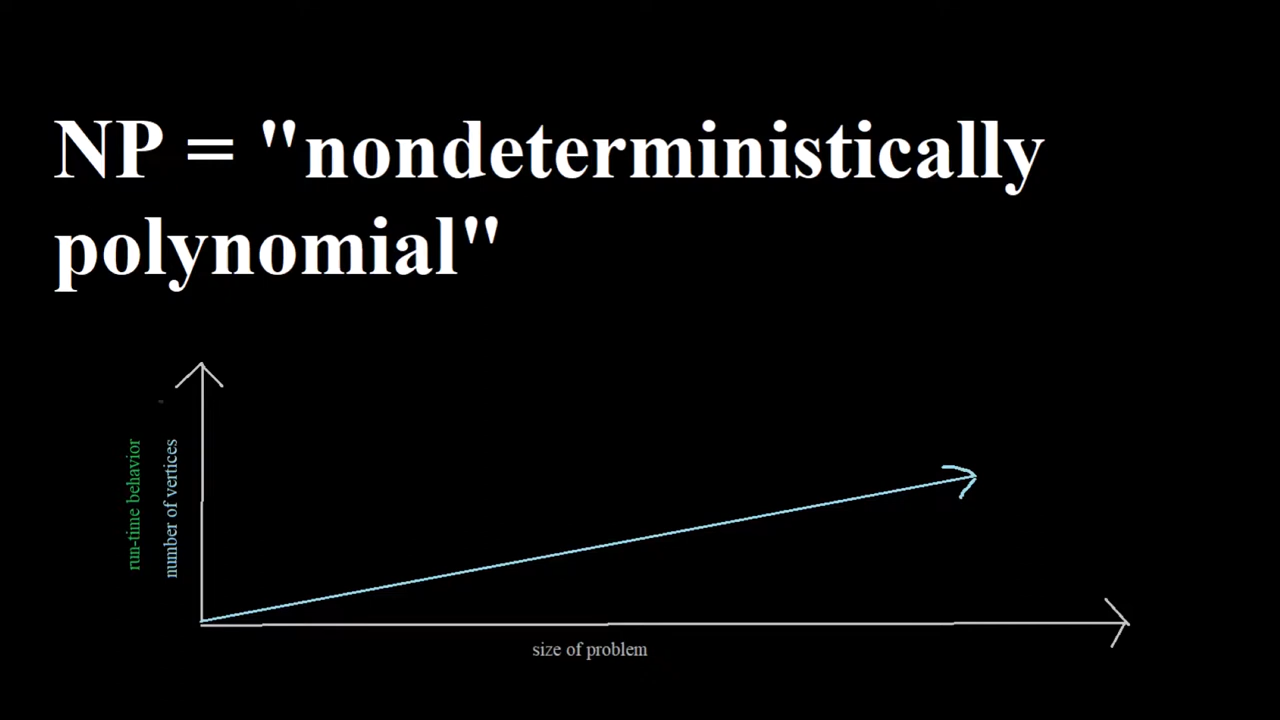 NP = "nondeterministically
polynomial"
run-time behavior
number of vertices
size of problem